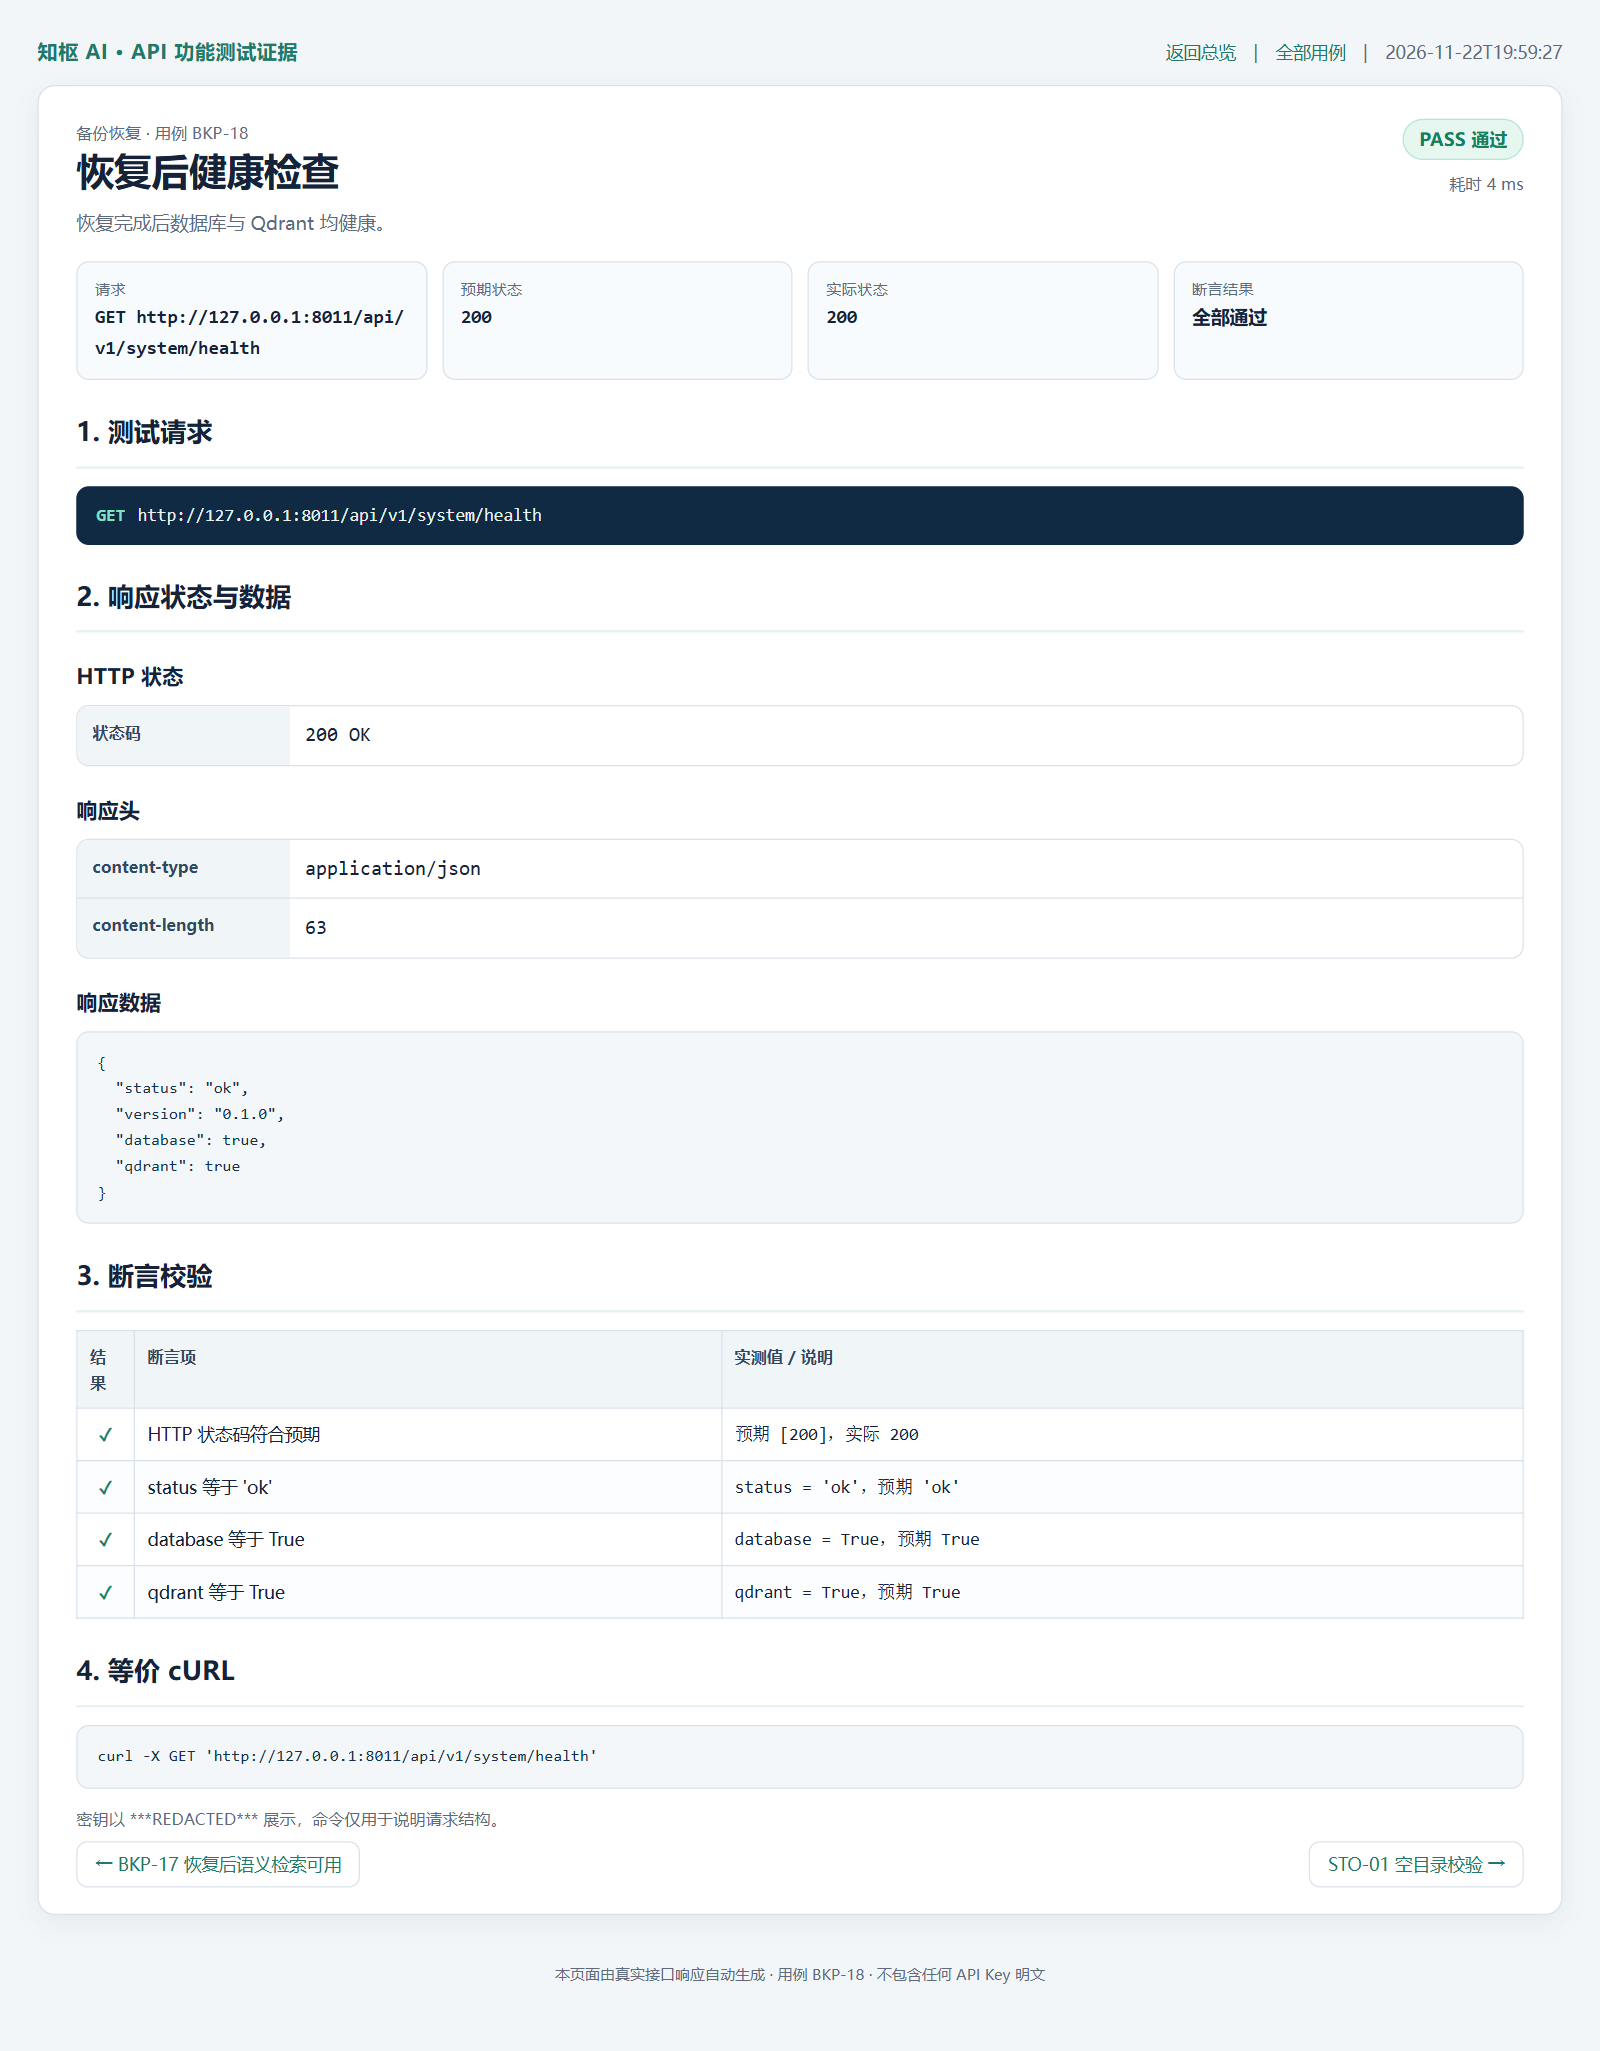 知枢 AI · API 功能测试证据
返回总览 | 全部用例 | 2026-11-22T19:59:27
备份恢复 · 用例 BKP-18
恢复后健康检查
恢复完成后数据库与 Qdrant 均健康。
PASS 通过
耗时 4 ms
请求
GET http://127.0.0.1:8011/api/
v1/system/health
预期状态
200
实际状态
200
断言结果
全部通过
1. 测试请求
GET http://127.0.0.1:8011/api/v1/system/health
2. 响应状态与数据
HTTP 状态
状态码 200 OK
响应头
content-type application/json
content-length 63
响应数据
{
"status": "ok",
"version": "0.1.0",
"database": true,
"qdrant": true
}
3. 断言校验
结
果
断言项 实测值 / 说明
✓ HTTP 状态码符合预期 预期 [200]，实际 200
✓ status 等于 'ok' status = 'ok'，预期 'ok'
✓ database 等于 True database = True，预期 True
✓ qdrant 等于 True qdrant = True，预期 True
4. 等价 cURL
curl -X GET 'http://127.0.0.1:8011/api/v1/system/health'
密钥以 ***REDACTED*** 展示，命令仅用于说明请求结构。
← BKP-17 恢复后语义检索可用
STO-01 空目录校验 →
本页面由真实接口响应自动生成 · 用例 BKP-18 · 不包含任何 API Key 明文